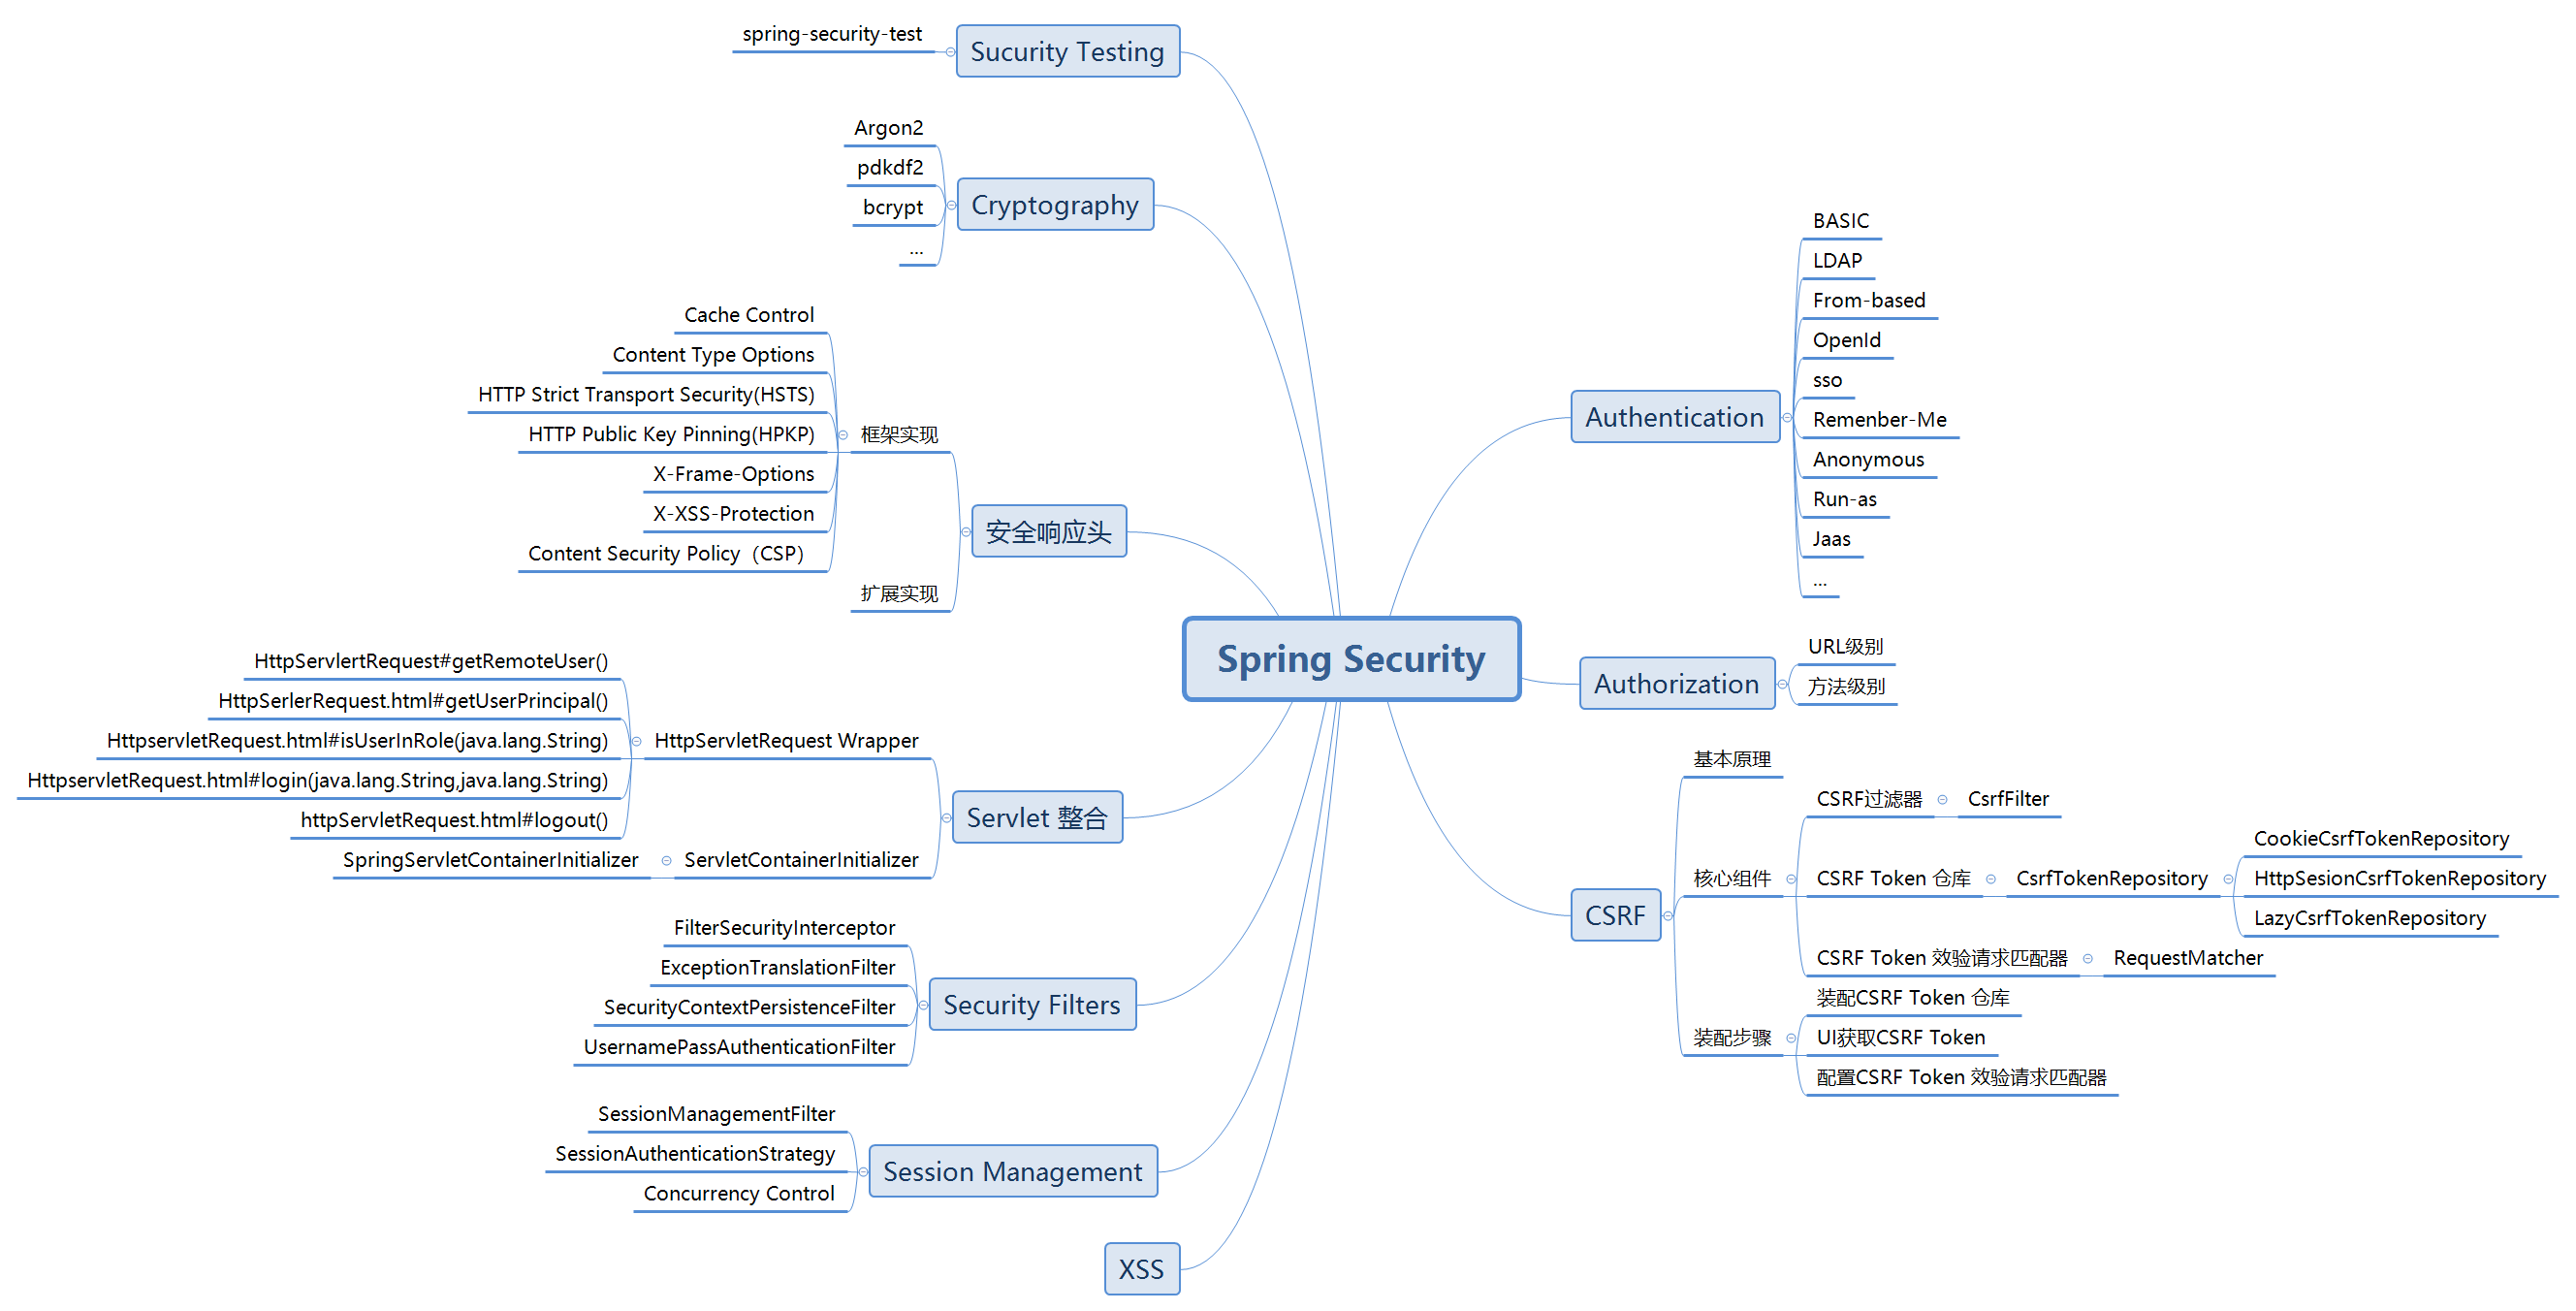 Spring Security
Authentication
BASIC
LDAP
From-based
OpenId
sso
Remenber-Me
Anonymous
Run-as
Jaas
...
Authorization
URL级别
方法级别
CSRF
基本原理
核心组件
CSRF过滤器
CsrfFilter
CSRF Token 仓库
CsrfTokenRepository
CookieCsrfTokenRepository
HttpSesionCsrfTokenRepository
LazyCsrfTokenRepository
CSRF Token 效验请求匹配器
RequestMatcher
装配步骤
装配CSRF Token 仓库
UI获取CSRF Token
配置CSRF Token 效验请求匹配器
Sucurity Testing
spring-security-test
Cryptography
Argon2
pdkdf2
bcrypt
...
安全响应头
框架实现
Cache Control
Content Type Options
HTTP Strict Transport Security(HSTS)
HTTP Public Key Pinning(HPKP)
X-Frame-Options
X-XSS-Protection
Content Security Policy（CSP）
扩展实现
Servlet 整合
HttpServletRequest Wrapper
HttpServlertRequest#getRemoteUser()
HttpSerlerRequest.html#getUserPrincipal()
HttpservletRequest.html#isUserInRole(java.lang.String)
HttpservletRequest.html#login(java.lang.String,java.lang.String)
httpServletRequest.html#logout()
ServletContainerInitializer
SpringServletContainerInitializer
Security Filters
FilterSecurityInterceptor
ExceptionTranslationFilter
SecurityContextPersistenceFilter
UsernamePassAuthenticationFilter
Session Management
SessionManagementFilter
SessionAuthenticationStrategy
Concurrency Control
XSS